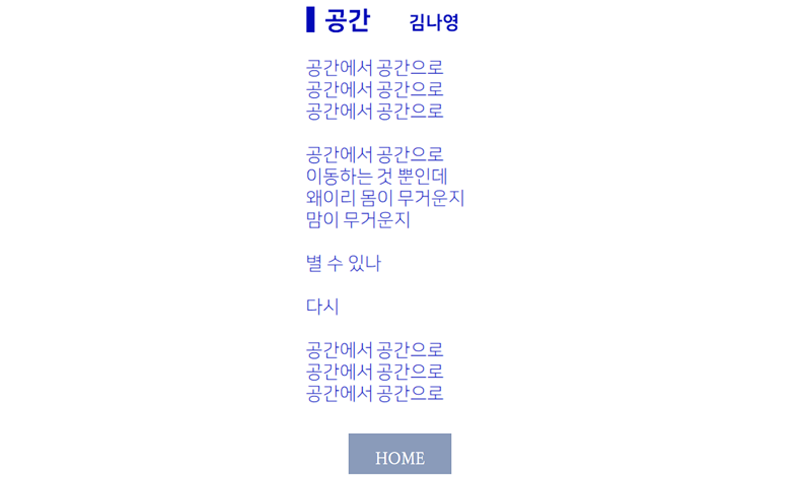 공간 김나영
공간에서 공간으로
공간에서 공간으로
공간에서 공간으로
공간에서 공간으로
이동하는 것 뿐인데
왜이리 몸이 무거운지
맘이 무거운지
별 수 있나
다시
공간에서 공간으로
공간에서 공간으로
공간에서 공간으로
HOME